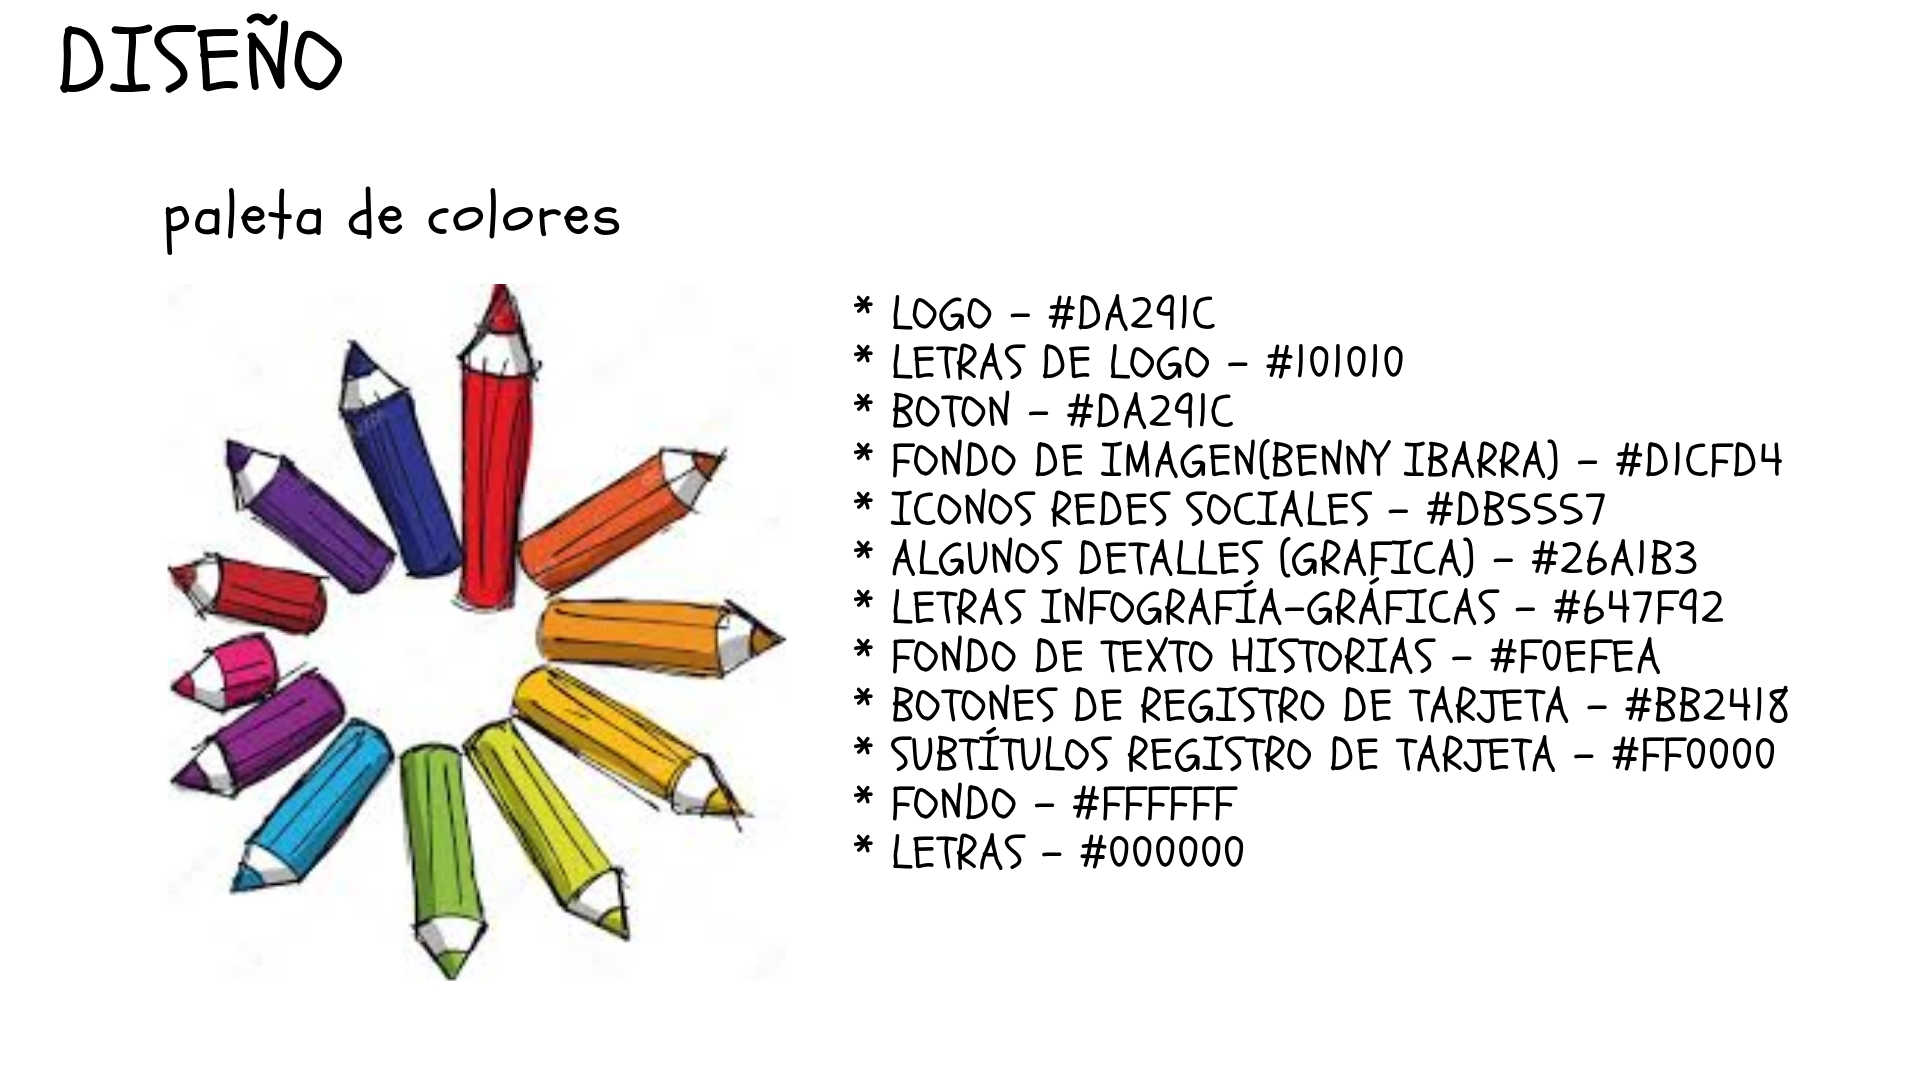 DISEÑO
paleta de colores
* LOGO - #DA291C
* LETRAS DE LOGO - #101010
* BOTON - #DA291C
* FONDO DE IMAGEN(BENNY IBARRA) - #D1CFD4
* ICONOS REDES SOCIALES - #DB5557
* ALGUNOS DETALLES (GRAFICA) - #26A1B3
* LETRAS INFOGRAFÍA-GRÁFICAS - #647F92
* FONDO DE TEXTO HISTORIAS - #F0EFEA
* BOTONES DE REGISTRO DE TARJETA - #BB2418
* SUBTÍTULOS REGISTRO DE TARJETA - #FF0000
* FONDO - #FFFFFF
* LETRAS - #000000